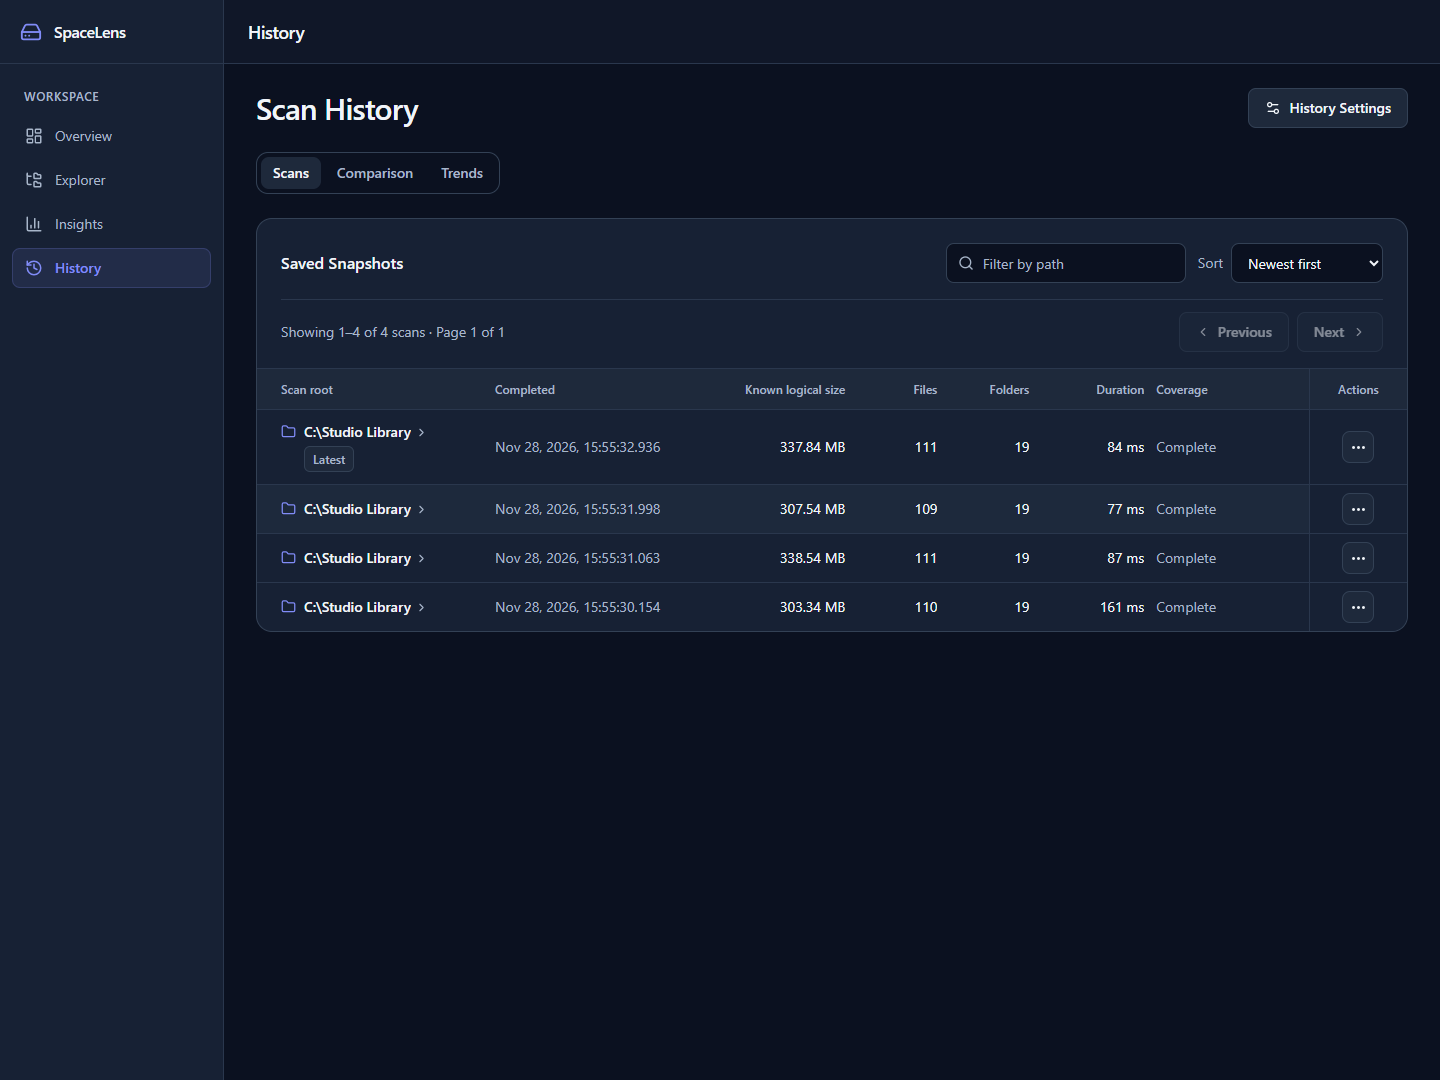 SpaceLens
History
WORKSPACE
Overview
Explorer
Insights
History
Scan History
History Settings
Scans Comparison Trends
Saved Snapshots
Filter by path
Sort
Newest first
Showing 1–4 of 4 scans · Page 1 of 1
Previous
Next
Scan root Completed Known logical size Files Folders Duration Coverage Actions
C:\Studio Library Nov 28, 2026, 15:55:32.936 337.84 MB 111 19 84 ms Complete
Latest
C:\Studio Library Nov 28, 2026, 15:55:31.998 307.54 MB 109 19 77 ms Complete
C:\Studio Library Nov 28, 2026, 15:55:31.063 338.54 MB 111 19 87 ms Complete
C:\Studio Library Nov 28, 2026, 15:55:30.154 303.34 MB 110 19 161 ms Complete